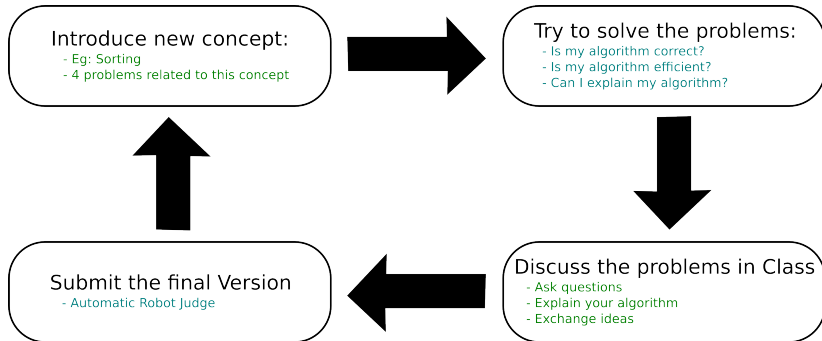 Introduce new concept:
- Eg: Sorting
- 4 problems related to this concept
Try to solve the problems:
- Is my algorithm correct?
- Is my algorithm efficient?
- Can I explain my algorithm?
Discuss the problems in Class
- Ask questions
- Explain your algorithm
- Exchange ideas
Submit the final Version
- Automatic Robot Judge